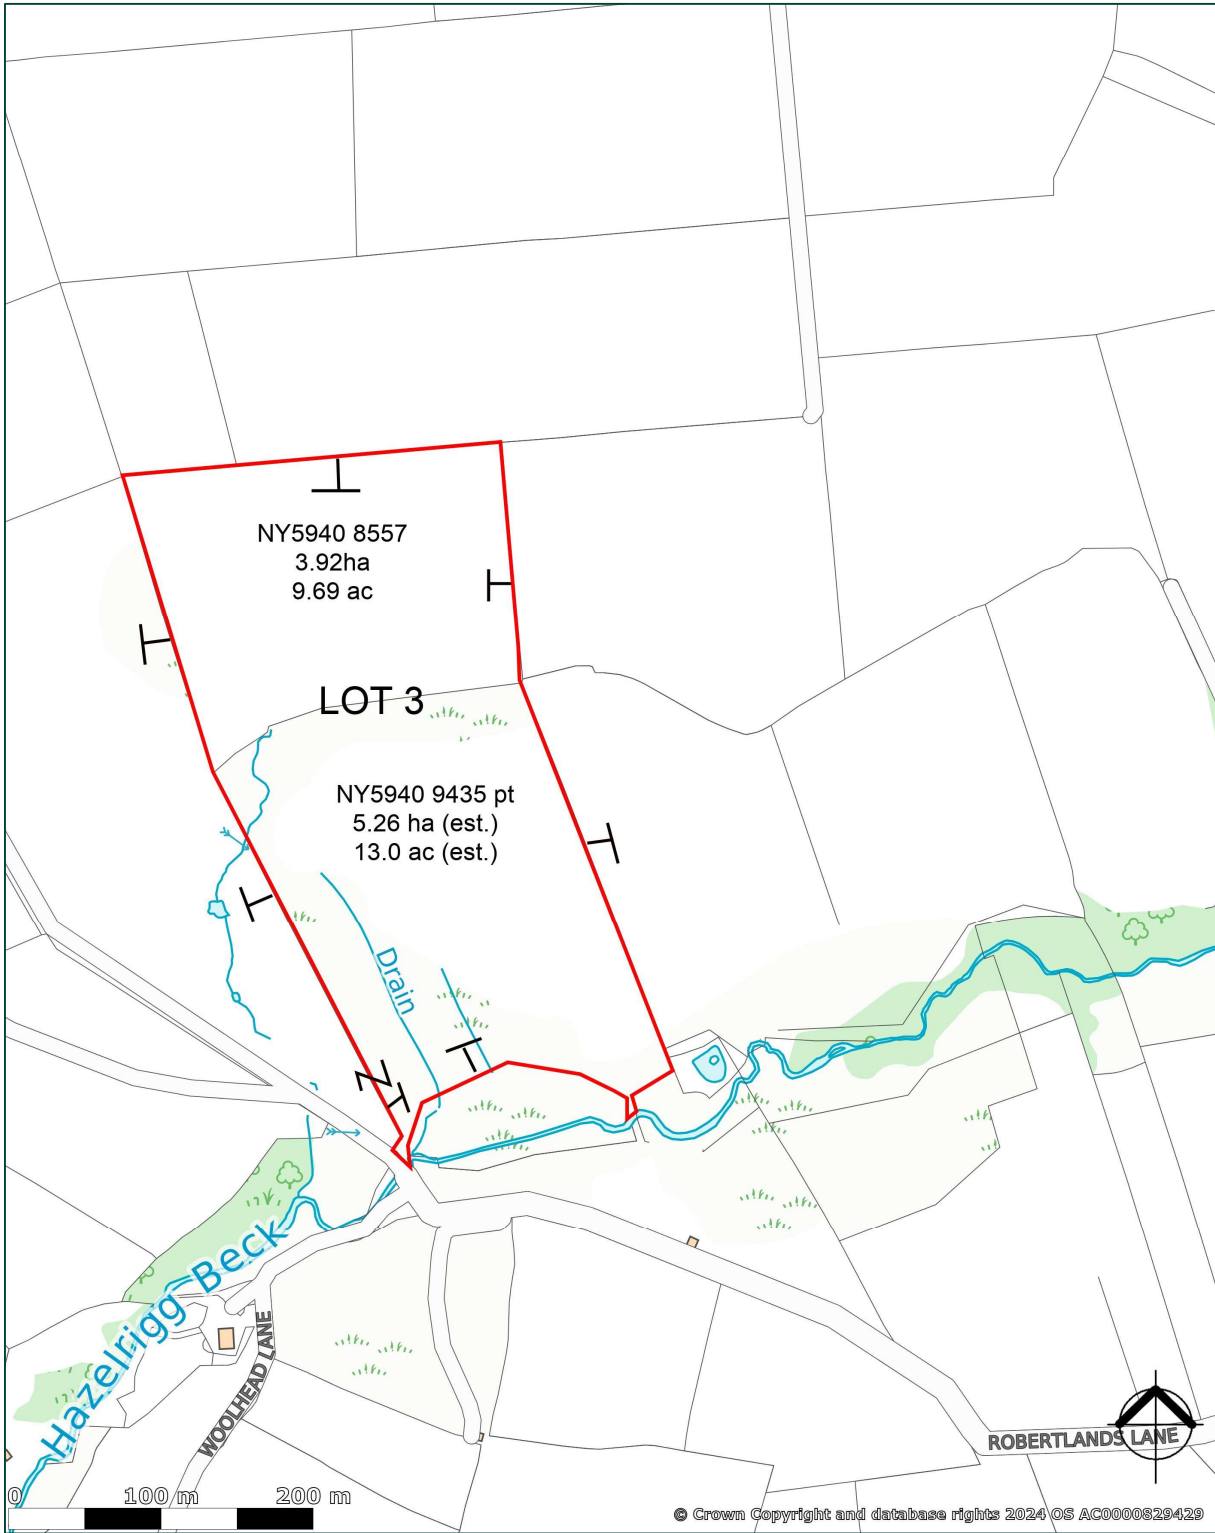 NY5940 8557
3.92ha
9.69 ac
LOT 3
NY5940 9435 pt
5.26 ha (est.)
13.0 ac (est.)
Drain
Hazelrigg Beck
WOOLHEAD LANE
ROBERTLANDS LANE
0 100 m 200 m
© Crown Copyright and database rights 2024 OS AC0000829429